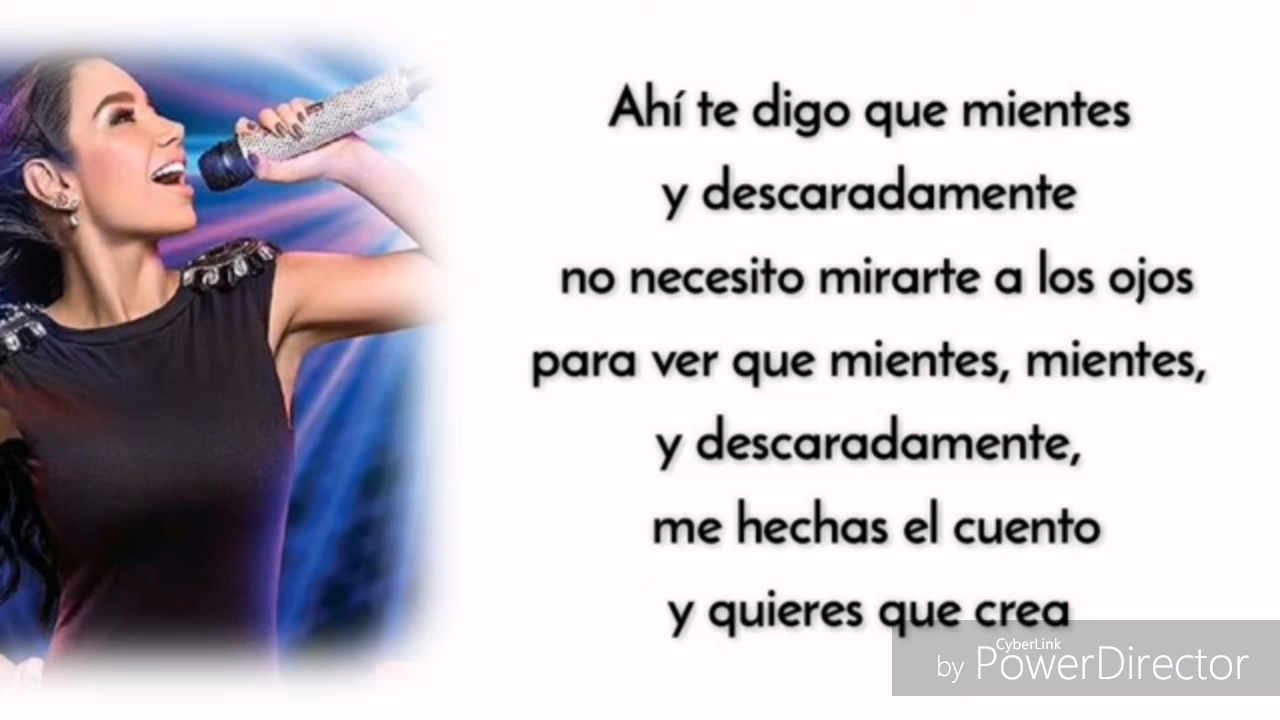 Ahí te digo que mientes
y descaradamente
no necesito mirarte a los ojos
para ver que mientes, mientes,
y descaradamente,
me hechas el cuento
y quieres que crea
CyberLink
by PowerDirector